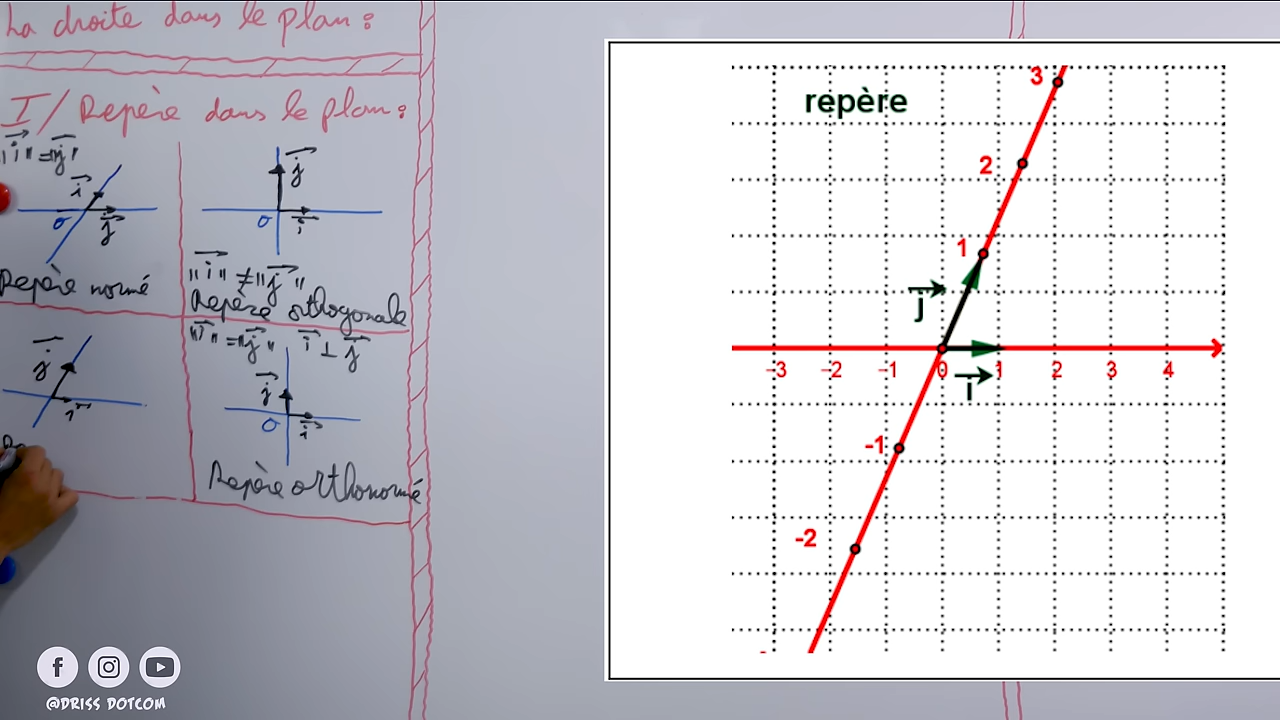 La droite dans le plan :
I/ Repère dans le plan :
"i" = "j"
i
o
j
Repère normé
j
o
i
"i" ≠ "j"
Repère orthogonale
"i" = "j" i ⊥ j
j
o
i
Repère orthonormé
j
i
repère
3
2
1
j
-3 -2 -1 0 1 2 3 4
i
-1
-2
@DRISS DOTCOM